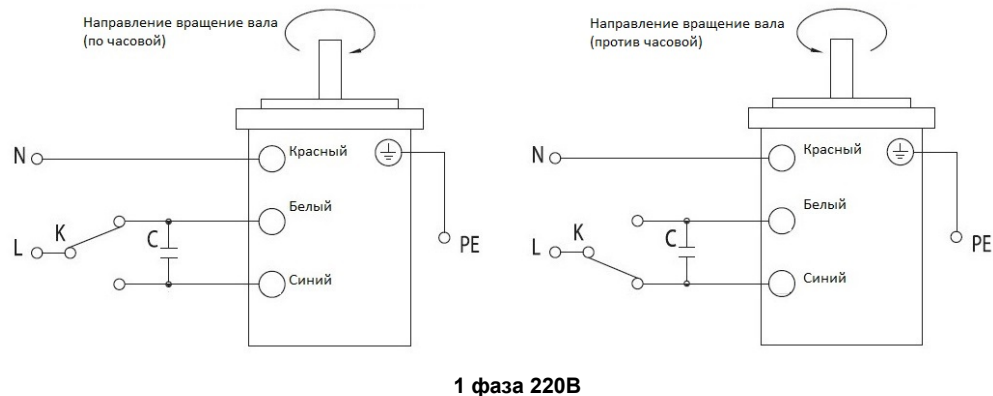 Направление вращение вала
(по часовой)
N
Красный
Белый
K
L
C
PE
Синий
Направление вращение вала
(против часовой)
N
Красный
Белый
K
L
C
PE
Синий
1 фаза 220В